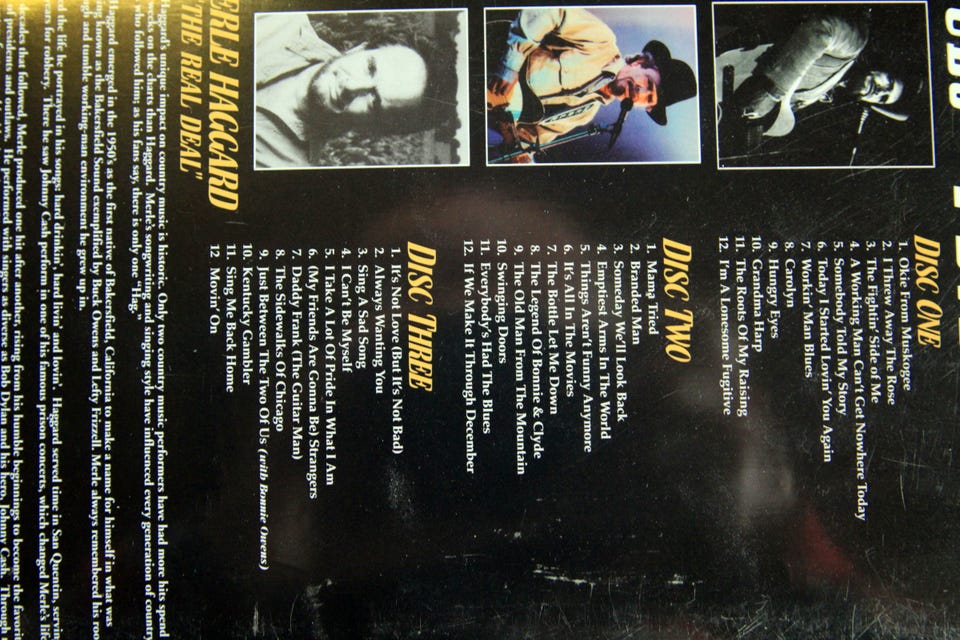 DISC ONE
1. Okie From Muskogee
2. I Threw Away The Rose
3. The Fightin' Side of Me
4. A Working Man Can't Get Nowhere Today
5. Somebody Told My Story
6. Today I Started Lovin' You Again
7. Workin' Man Blues
8. Carolyn
9. Hungry Eyes
10. Grandma Harp
11. The Roots Of My Raising
12. I'm A Lonesome Fugitive
DISC TWO
1. Mama Tried
2. Branded Man
3. Someday We'll Look Back
4. Emptiest Arms In The World
5. Things Aren't Funny Anymore
6. It's All In The Movies
7. The Bottle Let Me Down
8. The Legend Of Bonnie & Clyde
9. The Old Man From The Mountain
10. Swinging Doors
11. Everybody's Had The Blues
12. If We Make It Through December
DISC THREE
1. It's Not Love (But It's Not Bad)
2. Always Wanting You
3. Sing A Sad Song
4. I Can't Be Myself
5. I Take A Lot Of Pride In What I Am
6. (My Friends Are Gonna Be) Strangers
7. Daddy Frank (The Guitar Man)
8. The Sidewalks Of Chicago
9. Just Between The Two Of Us (with Bonnie Owens)
10. Kentucky Gambler
11. Sing Me Back Home
12 Movin' On
ERLE HAGGARD
"THE REAL DEAL"
Haggard's unique impact on country music is historic. Only two country music performers have had more hits spend
weeks on the charts than Haggard. Merle's songwriting and singing style have influenced every generation of country
who followed him; as his fans say, there is only one "Hag."
Haggard emerged in the 1950's as the first native of Bakersfield, California to make a name for himself in what was
ing known as the Bakersfield Sound exemplified by Buck Owens and Lefty Frizzell. Merle always remembered his roo
gh and tumble working-man environment he grew up in.
ed the life he portrayed in his songs: hard drinkin', hard livin' and lovin'. Haggard served time in San Quentin, servin
ears for robbery. There he saw Johnny Cash perform in one of his famous prison concerts, which changed Merle's life
decades that followed, Merle produced one hit after another, rising from his humble beginnings to become the favorit
of presidents and outlaws. He performed with singers as diverse as Bob Dylan and his hero, Johnny Cash. Through